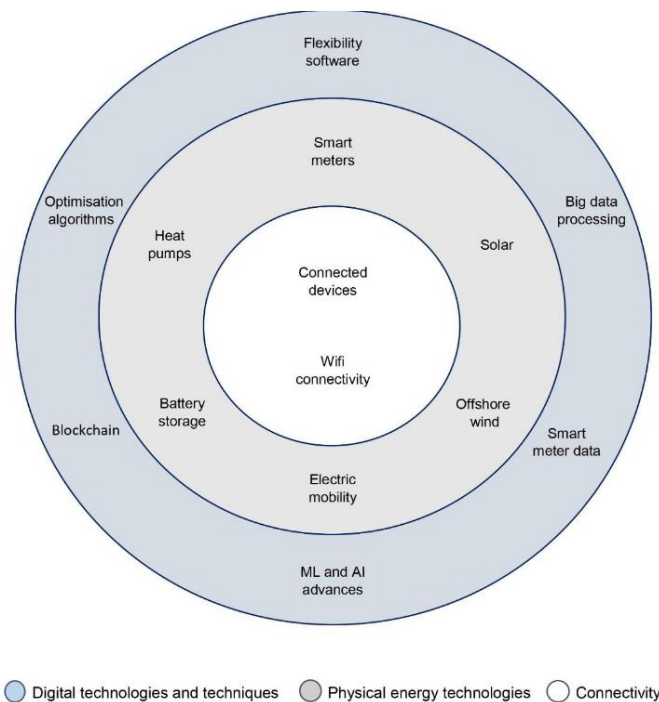 Flexibility
software
Smart
meters
Optimisation
algorithms
Big data
processing
Heat
pumps
Solar
Connected
devices
Wifi
connectivity
Battery
storage
Offshore
wind
Blockchain
Smart
meter data
Electric
mobility
ML and AI
advances
Digital technologies and techniques
Physical energy technologies
Connectivity